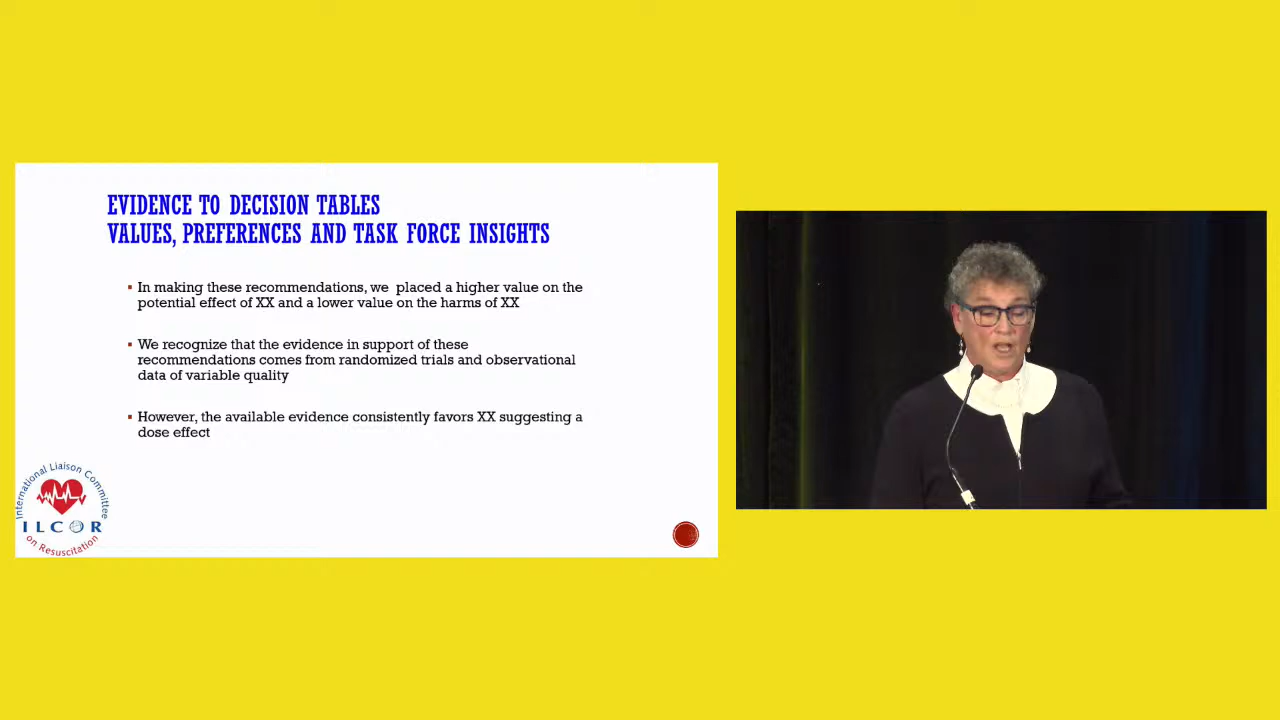 EVIDENCE TO DECISION TABLES
VALUES, PREFERENCES AND TASK FORCE INSIGHTS
▪ In making these recommendations, we placed a higher value on the
potential effect of XX and a lower value on the harms of XX
▪ We recognize that the evidence in support of these
recommendations comes from randomized trials and observational
data of variable quality
▪ However, the available evidence consistently favors XX suggesting a
dose effect
International Liaison Committee
ILCOR
on Resuscitation